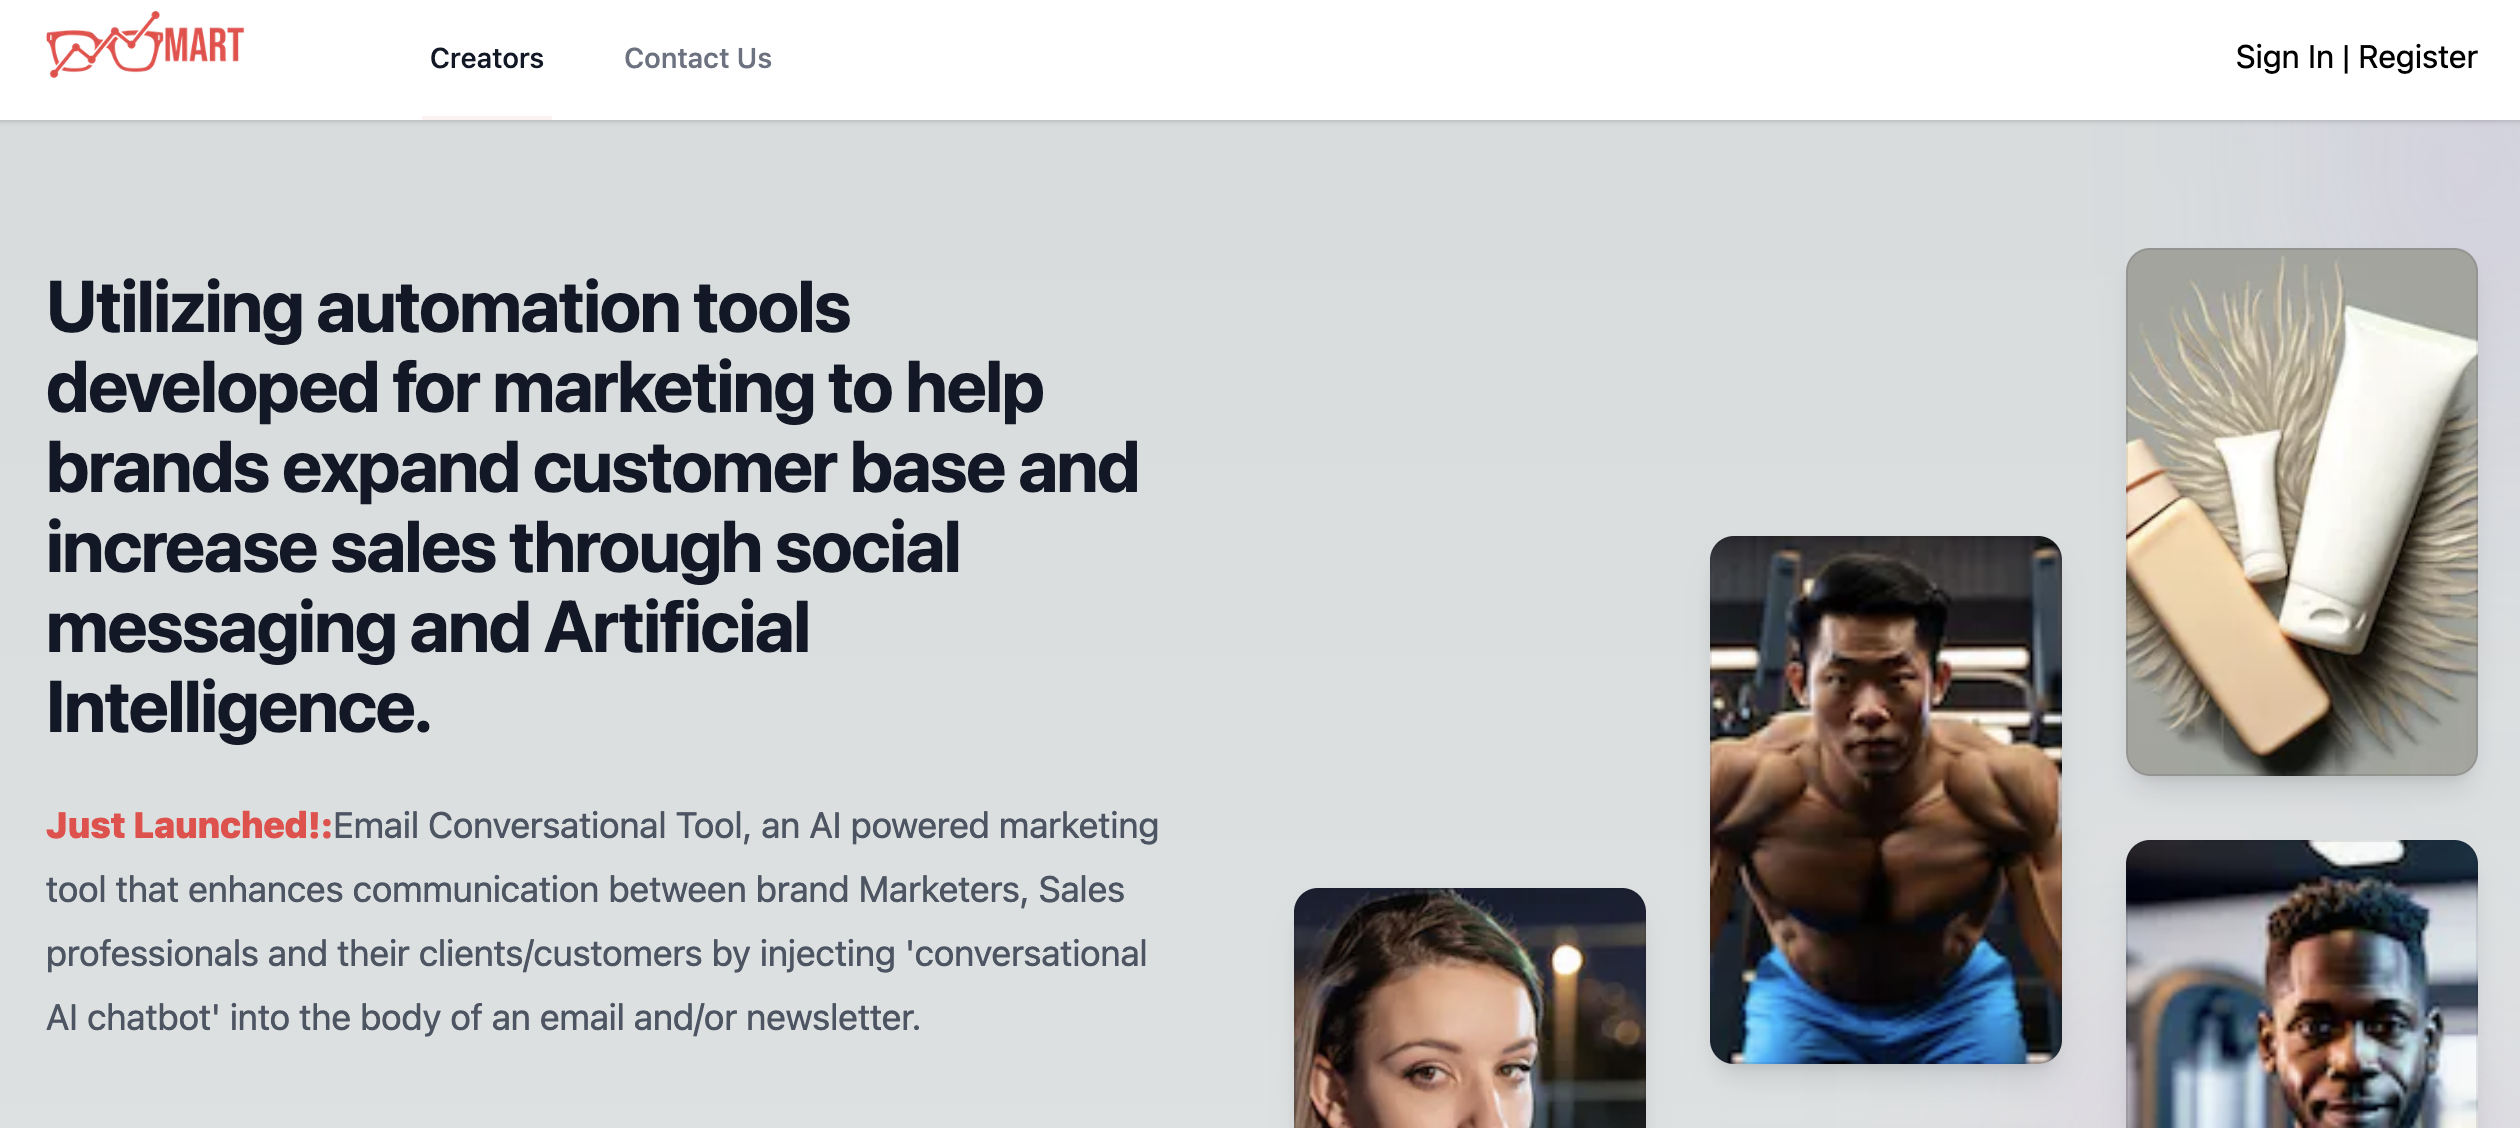 MART
Creators
Contact Us
Sign In | Register
Utilizing automation tools
developed for marketing to help
brands expand customer base and
increase sales through social
messaging and Artificial
Intelligence.
Just Launched!:Email Conversational Tool, an AI powered marketing
tool that enhances communication between brand Marketers, Sales
professionals and their clients/customers by injecting 'conversational
AI chatbot' into the body of an email and/or newsletter.